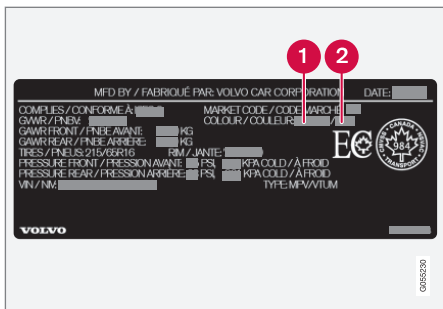 1 2
MFD BY / FABRIQUÉ PAR: VOLVO CAR CORPORATION DATE:
COMPLIES / CONFORME À: MARKET CODE / CODE MARCHÉ:
GVWR / PNBV: COLOUR / COULEUR: /
GAWR FRONT / PNBE AVANT: KG
GAWR REAR / PNBE ARRIÈRE: KG
TIRES / PNEUS: 215/65R16 RIM / JANTE:
PRESSURE FRONT / PRESSION AVANT: PSI, KPA COLD / À FROID
PRESSURE REAR / PRESSION ARRIÈRE: PSI, KPA COLD / À FROID
VIN / NIV: TYPE: MPV/VTUM
EC
CANADA
984
TRANSPORT
VOLVO
G055230